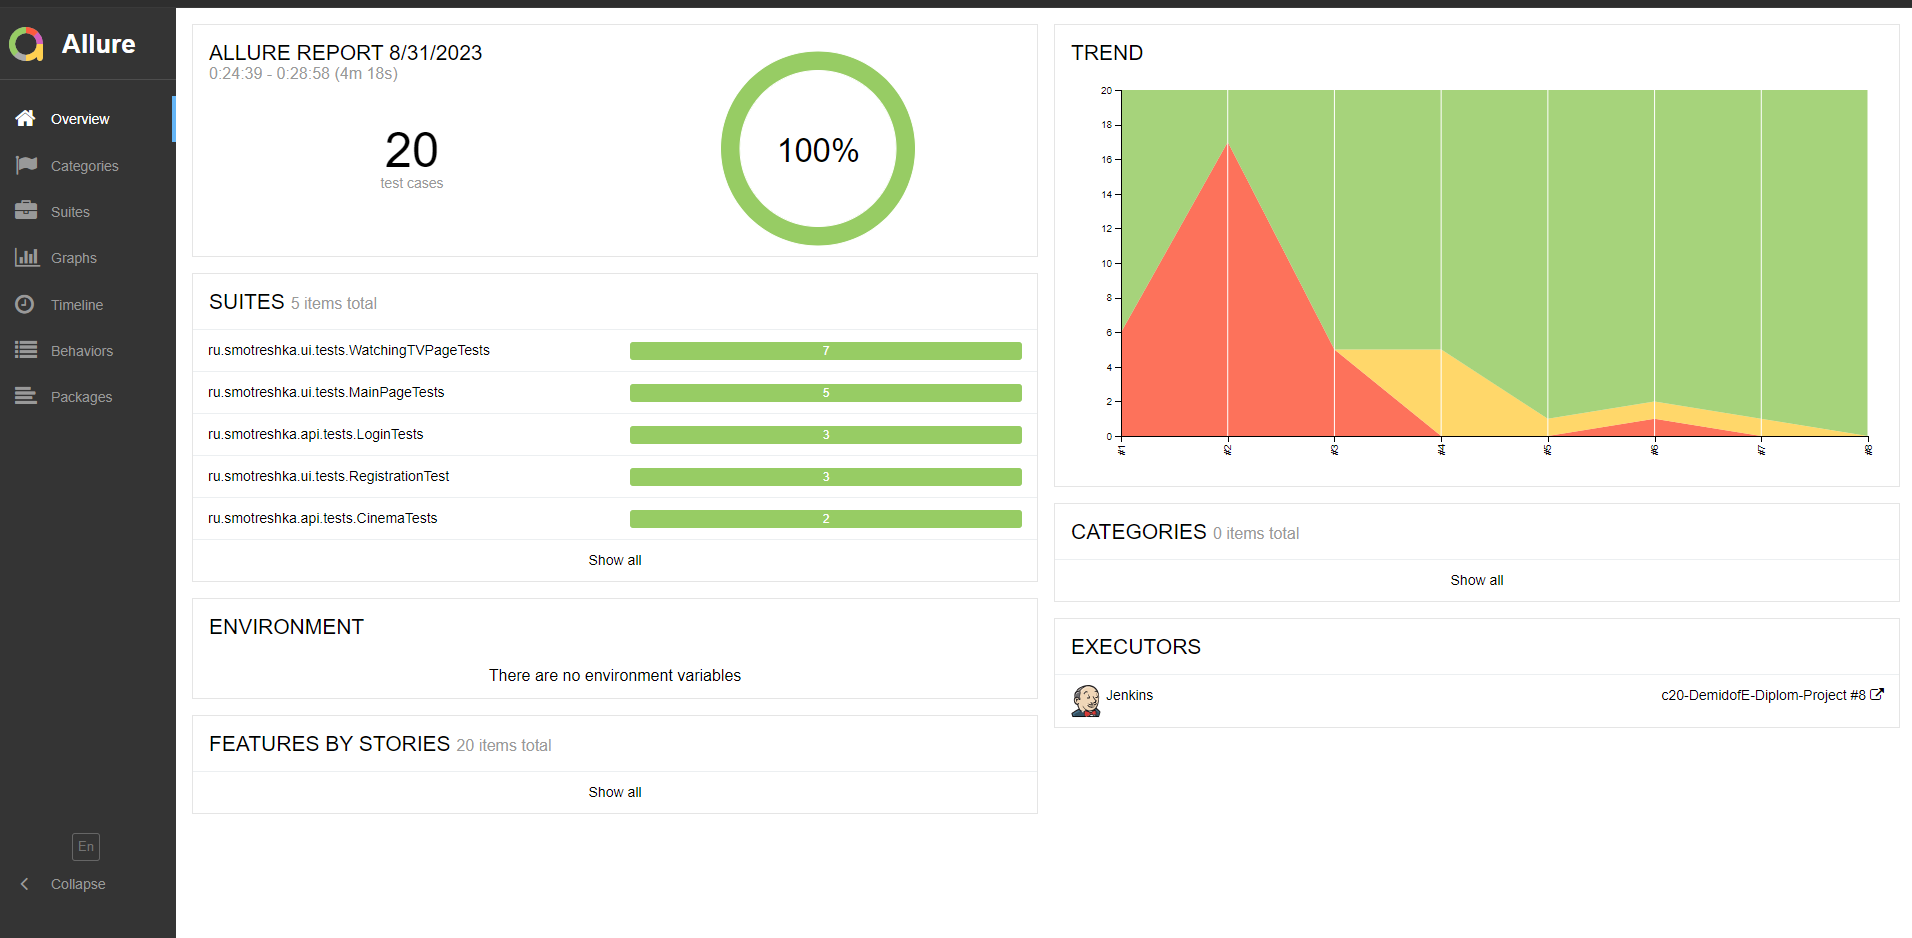 Allure
Overview
Categories
Suites
Graphs
Timeline
Behaviors
Packages
En
Collapse
ALLURE REPORT 8/31/2023
0:24:39 - 0:28:58 (4m 18s)
20
test cases
100%
SUITES 5 items total
ru.smotreshka.ui.tests.WatchingTVPageTests 7
ru.smotreshka.ui.tests.MainPageTests 5
ru.smotreshka.api.tests.LoginTests 3
ru.smotreshka.ui.tests.RegistrationTest 3
ru.smotreshka.api.tests.CinemaTests 2
Show all
ENVIRONMENT
There are no environment variables
FEATURES BY STORIES 20 items total
Show all
TREND
20
18
16
14
12
10
8
6
4
2
0
#1 #2 #3 #4 #5 #6 #7 #8
CATEGORIES 0 items total
Show all
EXECUTORS
Jenkins c20-DemidofE-Diplom-Project #8